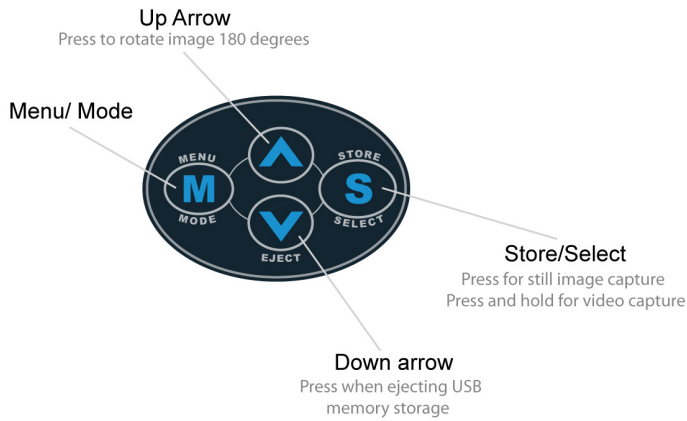 Up Arrow
Press to rotate image 180 degrees
Menu/ Mode
MENU
M
MODE
STORE
S
SELECT
EJECT
Store/Select
Press for still image capture
Press and hold for video capture
Down arrow
Press when ejecting USB
memory storage